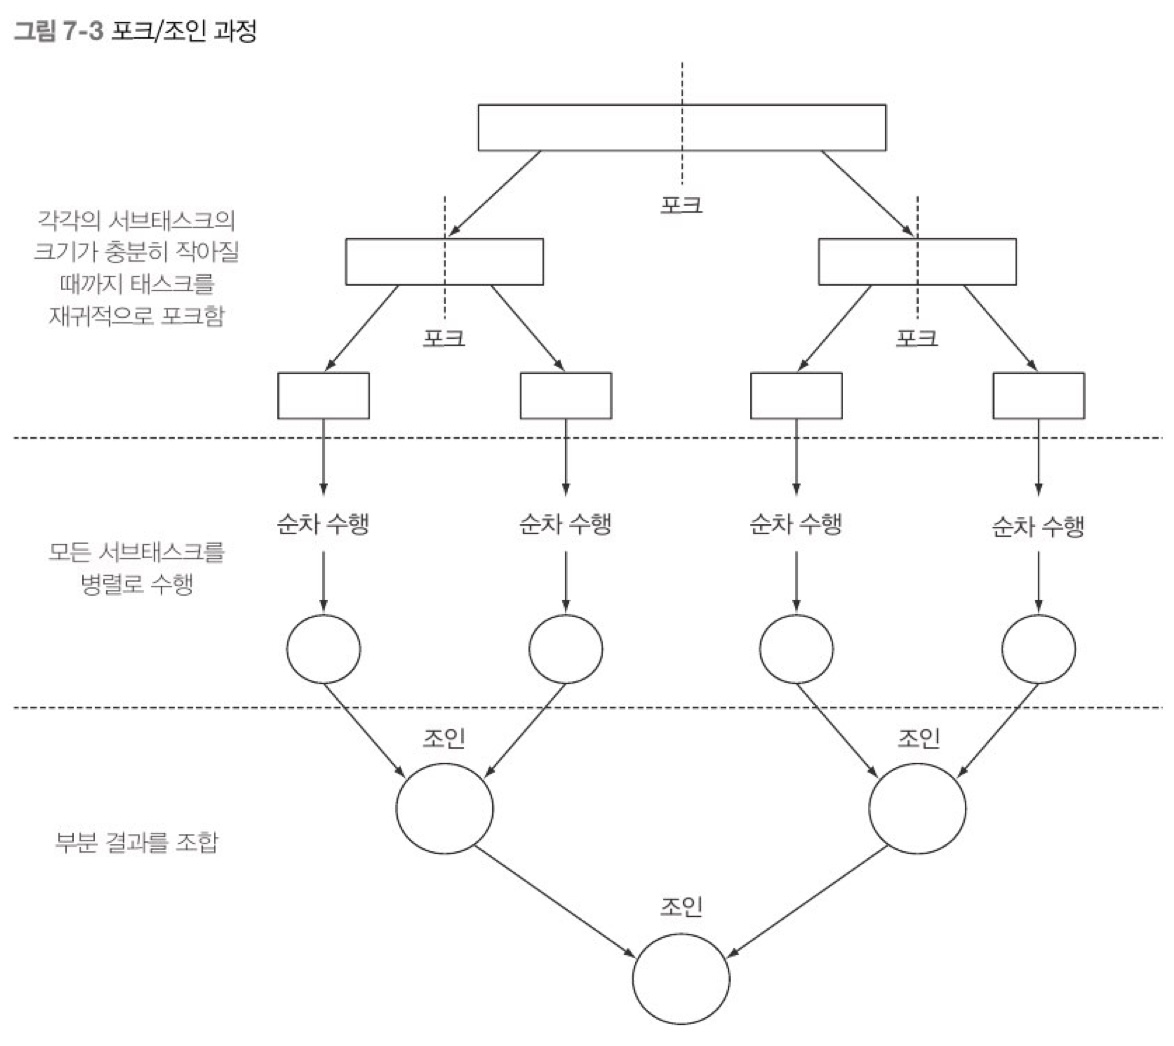 그림 7-3 포크/조인 과정
포크
각각의 서브태스크의
크기가 충분히 작아질
때까지 태스크를
재귀적으로 포크함
포크
포크
순차 수행
순차 수행
순차 수행
순차 수행
모든 서브태스크를
병렬로 수행
조인
조인
부분 결과를 조합
조인